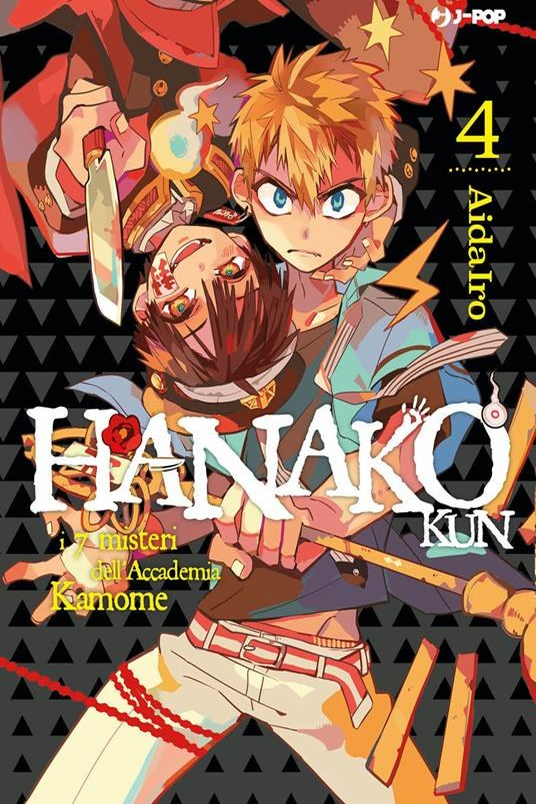 J-POP
4
AidaIro
HANAKO
KUN
i 7 misteri
dell'Accademia
Kamome